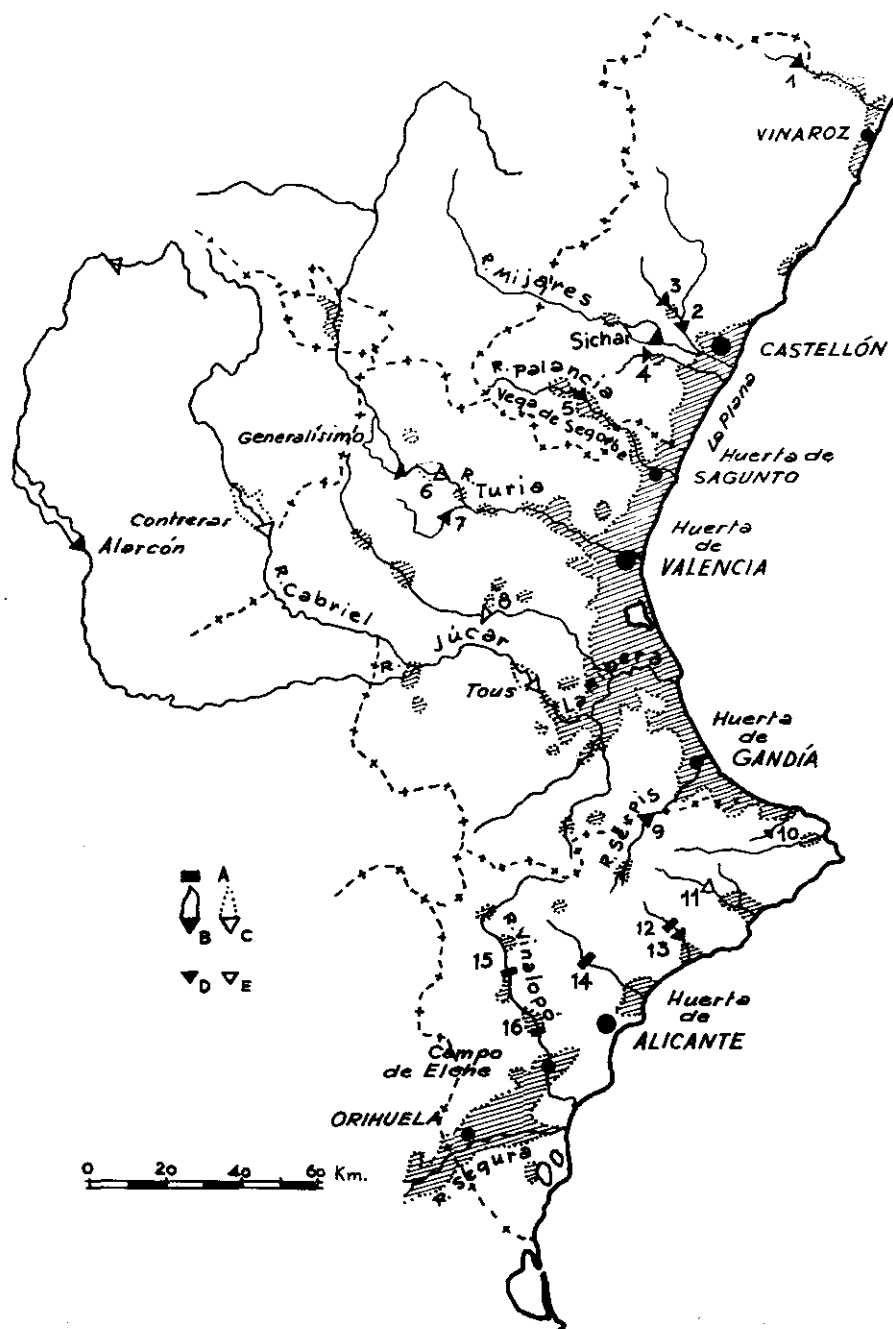 1
VINAROZ
R. Mijares
3
2
Sichar
CASTELLÓN
4
R. Palancia
La Plana
5
Vega de Segorbe
Generalísimo
Huerta de
SAGUNTO
6
R.
Turia
7
Contreras
Alarcón
Huerta
de
VALENCIA
R. Cabriel
8
R. Júcar
La Ribera
Tous
Huerta
de
GANDÍA
R. Serpis
9
10
A
B
C
D
E
11
12
13
R. Vinalopó
15
14
16
Huerta
de
ALICANTE
Campo
de Elche
ORIHUELA
R. Segura
0 20 40 60 Km.